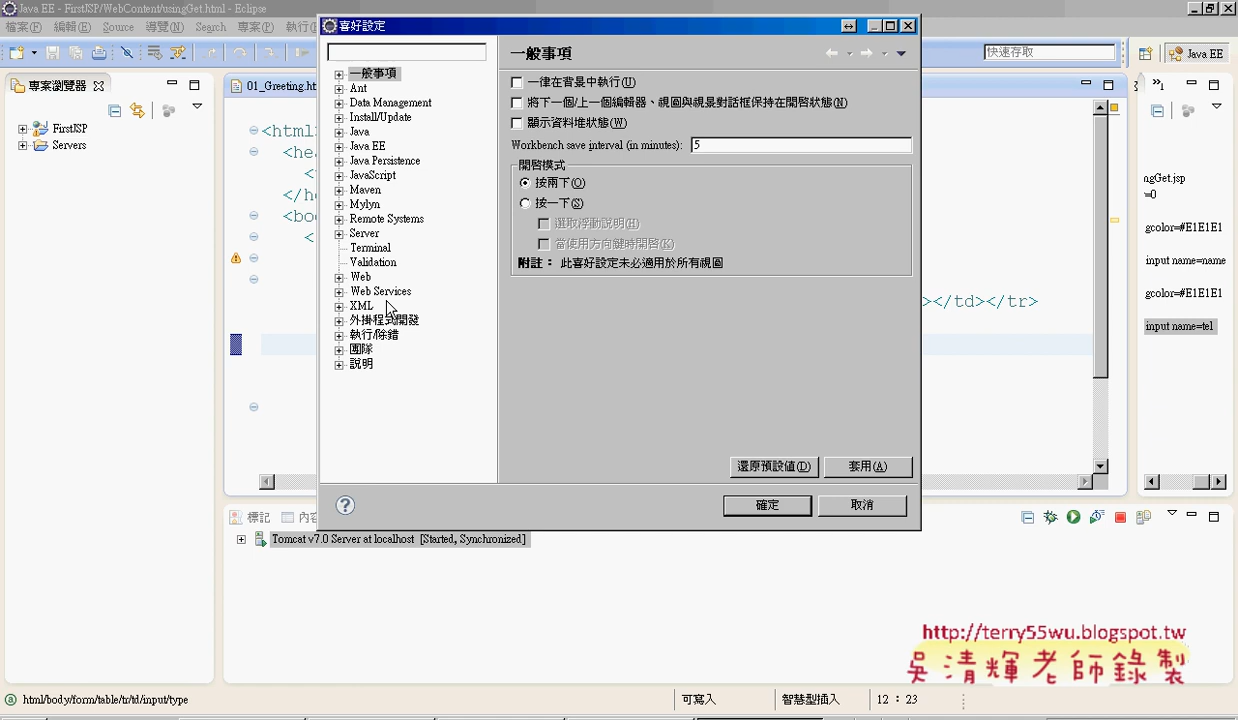 Java EE - FirstJSP/WebContent/usingGet.html - Eclipse
檔案(F) 編輯(E) Source 導覽(N) Search 專案(P) 執行
快速存取
Java EE
專案瀏覽器
FirstJSP
Servers
01_Greeting.ht
<html
<hea
<
</h
<bod
<
></td></tr>
喜好設定
一般事項
Ant
Data Management
Install/Update
Java
Java EE
Java Persistence
JavaScript
Maven
Mylyn
Remote Systems
Server
Terminal
Validation
Web
Web Services
XML
外掛程式開發
執行/除錯
團隊
說明
一般事項
一律在背景中執行(U)
將下一個/上一個編輯器、視圖與視景對話框保持在開啟狀態(N)
顯示資料堆狀態(W)
Workbench save interval (in minutes): 5
開啟模式
按兩下(O)
按一下(S)
選取浮動說明(H)
當使用方向鍵時開啟(K)
附註： 此喜好設定未必適用於所有視圖
還原預設值(D) 套用(A)
確定 取消
1
ngGet.jsp
=0
gcolor=#E1E1E1
input name=name
gcolor=#E1E1E1
input name=tel
標記 內容
Tomcat v7.0 Server at localhost [Started, Synchronized]
http://terry55wu.blogspot.tw
吳清輝老師錄製
html/body/form/table/tr/td/input/type
可寫入 智慧型插入 12 : 23